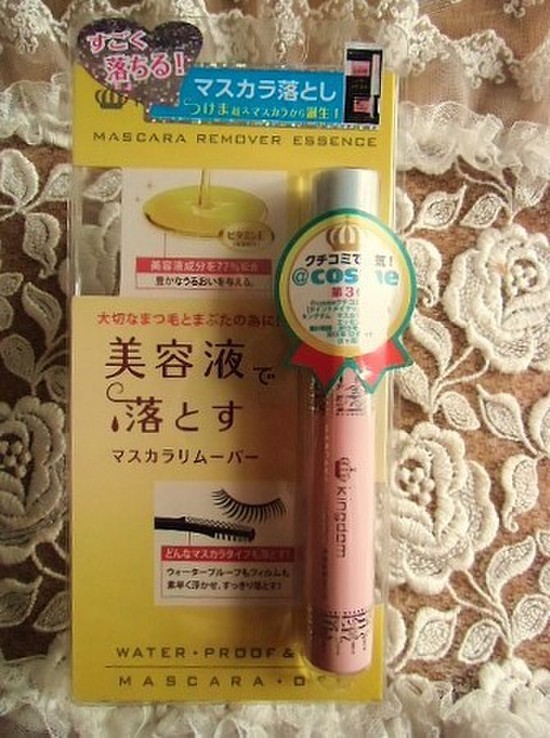 すごく
落ちる!
マスカラ落とし
つけま超えマスカラから誕生!
MASCARA REMOVER ESSENCE
ビタミンE
美容液成分を77%配合
豊かなうるおいを与える。
クチコミで 気!
@cosme
第3
大切なまつ毛とまぶたの為に
美容液で
落とす
マスカラリムーバー
kingdom
どんなマスカラタイプも落とす!
ウォータープルーフもフィルムも
素早く浮かせ、すっきり落とす!
WATER・PROOF &
MASCARA・O